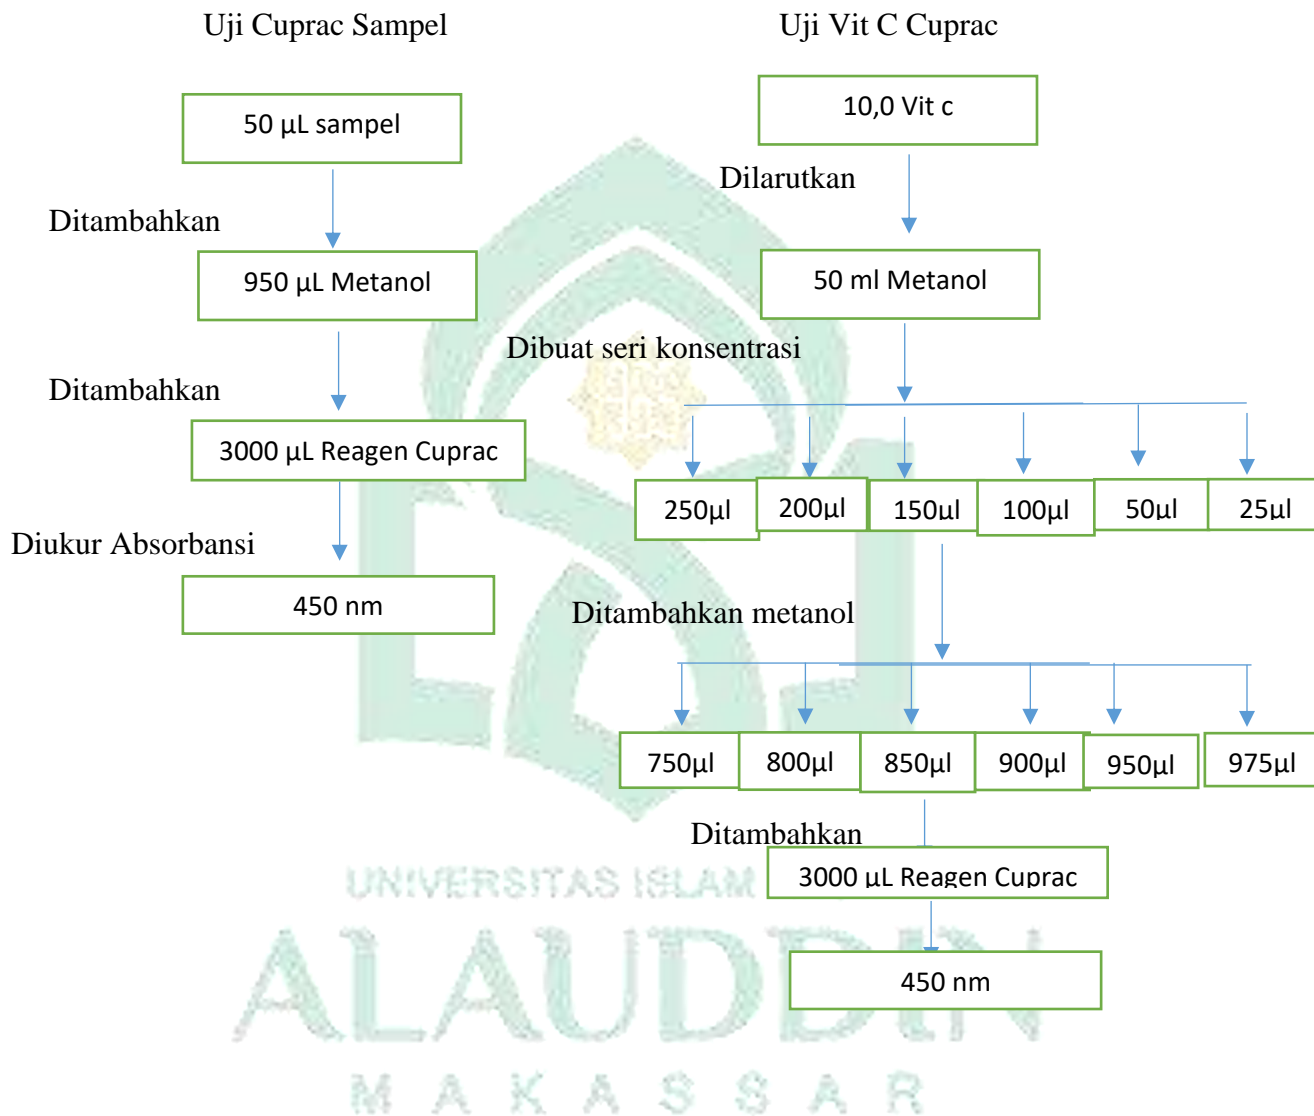 Uji Cuprac Sampel
50 µL sampel
Ditambahkan
950 µL Metanol
Ditambahkan
3000 µL Reagen Cuprac
Diukur Absorbansi
450 nm
Uji Vit C Cuprac
10,0 Vit c
Dilarutkan
50 ml Metanol
Dibuat seri konsentrasi
250µl 200µl 150µl 100µl 50µl 25µl
Ditambahkan metanol
750µl 800µl 850µl 900µl 950µl 975µl
Ditambahkan
3000 µL Reagen Cuprac
450 nm
UNIVERSITAS ISLAM
ALAUDDIN
MAKASSAR